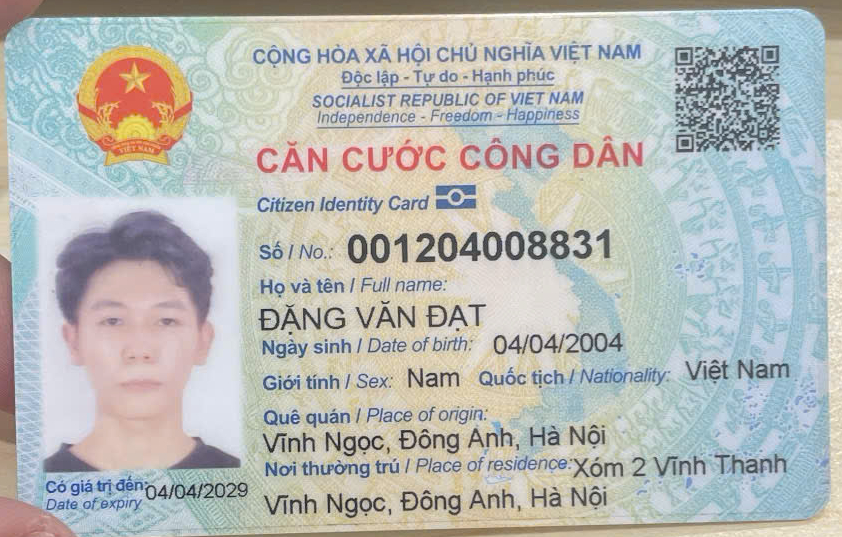 CỘNG HÒA XÃ HỘI CHỦ NGHĨA VIỆT NAM
Độc lập - Tự do - Hạnh phúc
SOCIALIST REPUBLIC OF VIET NAM
Independence - Freedom - Happiness
VIỆT NAM
CĂN CƯỚC CÔNG DÂN
Citizen Identity Card
Số / No.: 001204008831
Họ và tên / Full name:
ĐẶNG VĂN ĐẠT
Ngày sinh / Date of birth: 04/04/2004
Giới tính / Sex: Nam Quốc tịch / Nationality: Việt Nam
Quê quán / Place of origin:
Vĩnh Ngọc, Đông Anh, Hà Nội
Nơi thường trú / Place of residence: Xóm 2 Vĩnh Thanh
Vĩnh Ngọc, Đông Anh, Hà Nội
Có giá trị đến: 04/04/2029
Date of expiry